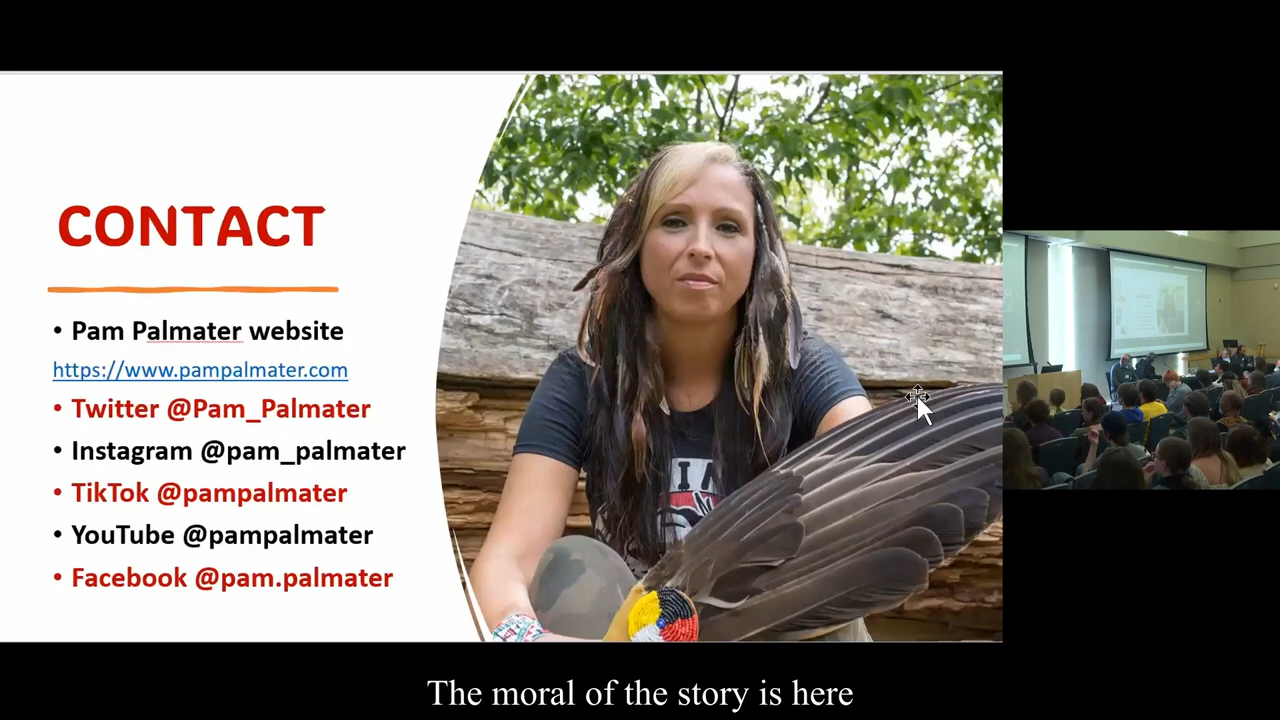 CONTACT
• Pam Palmater website
https://www.pampalmater.com
• Twitter @Pam_Palmater
• Instagram @pam_palmater
• TikTok @pampalmater
• YouTube @pampalmater
• Facebook @pam.palmater
CONTACT
The moral of the story is here